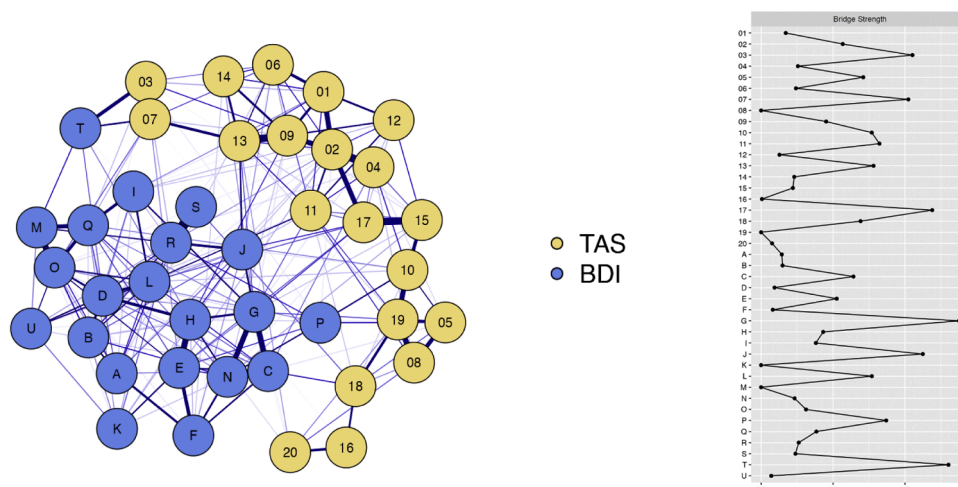 06
14
03
01
07
12
T
13
09
02
04
I
S
11
17
15
M
Q
R
J
O
L
10
D
H
G
P
19
05
U
B
E
N
C
08
A
18
K
F
20
16
TAS
BDI
Bridge Strength
01
02
03
04
05
06
07
08
09
10
11
12
13
14
15
16
17
18
19
20
A
B
C
D
E
F
G
H
I
J
K
L
M
N
O
P
Q
R
S
T
U